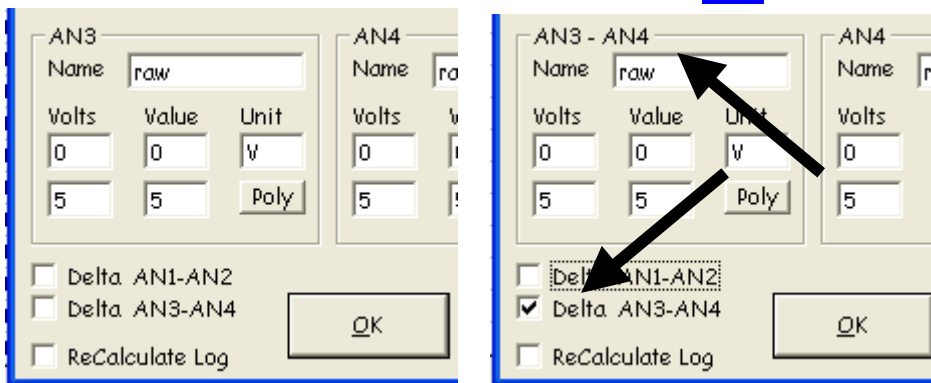 AN3 AN4
Name raw Name
Volts Value Unit Volts
0 0 V 0
5 5 Poly 5
Delta AN1-AN2
Delta AN3-AN4
OK
ReCalculate Log
AN3 - AN4 AN4
Name raw Name
Volts Value Unit Volts
0 0 V 0
5 5 Poly 5
Delta AN1-AN2
Delta AN3-AN4
OK
ReCalculate Log